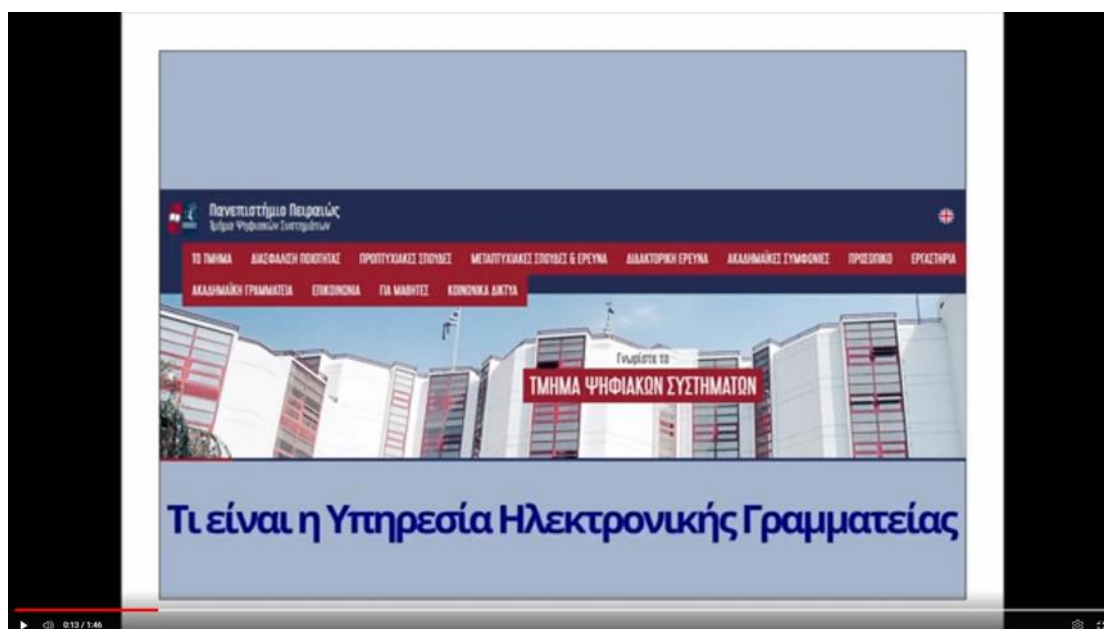 Πανεπιστήμιο Πειραιώς
Τμήμα Ψηφιακών Συστημάτων
ΤΟ ΤΜΗΜΑ ΔΙΑΣΦΑΛΙΣΗ ΠΟΙΟΤΗΤΑΣ ΠΡΟΠΤΥΧΙΑΚΕΣ ΣΠΟΥΔΕΣ ΜΕΤΑΠΤΥΧΙΑΚΕΣ ΣΠΟΥΔΕΣ & ΕΡΕΥΝΑ ΔΙΔΑΚΤΟΡΙΚΗ ΕΡΕΥΝΑ ΑΚΑΔΗΜΑΪΚΕΣ ΣΥΜΦΩΝΙΕΣ ΠΡΟΣΩΠΙΚΟ ΕΡΓΑΣΤΗΡΙΑ
ΑΚΑΔΗΜΑΪΚΗ ΓΡΑΜΜΑΤΕΙΑ ΕΠΙΚΟΙΝΩΝΙΑ ΓΙΑ ΜΑΘΗΤΕΣ ΚΟΙΝΩΝΙΚΑ ΔΙΚΤΥΑ
Γνωρίστε το
ΤΜΗΜΑ ΨΗΦΙΑΚΩΝ ΣΥΣΤΗΜΑΤΩΝ
Τι είναι η Υπηρεσία Ηλεκτρονικής Γραμματείας
0:13 / 1:46